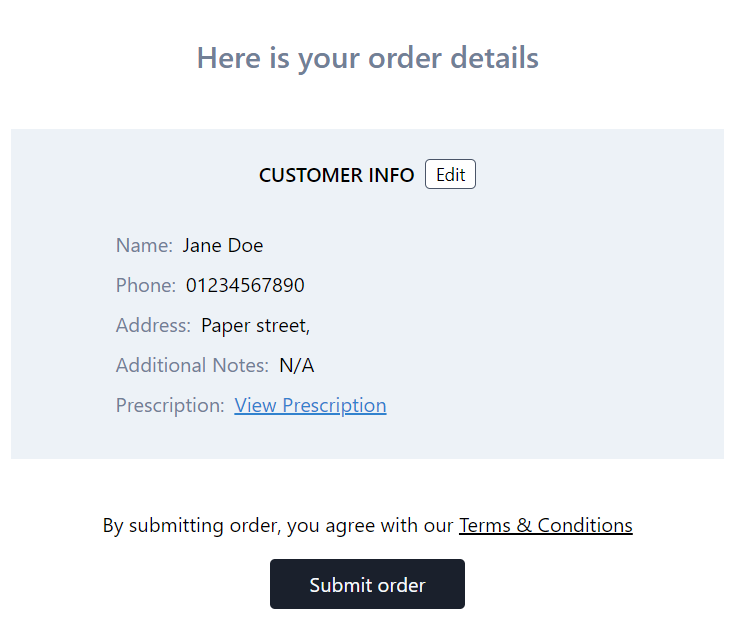 Here is your order details
CUSTOMER INFO Edit
Name: Jane Doe
Phone: 01234567890
Address: Paper street,
Additional Notes: N/A
Prescription: View Prescription
By submitting order, you agree with our Terms & Conditions
Submit order